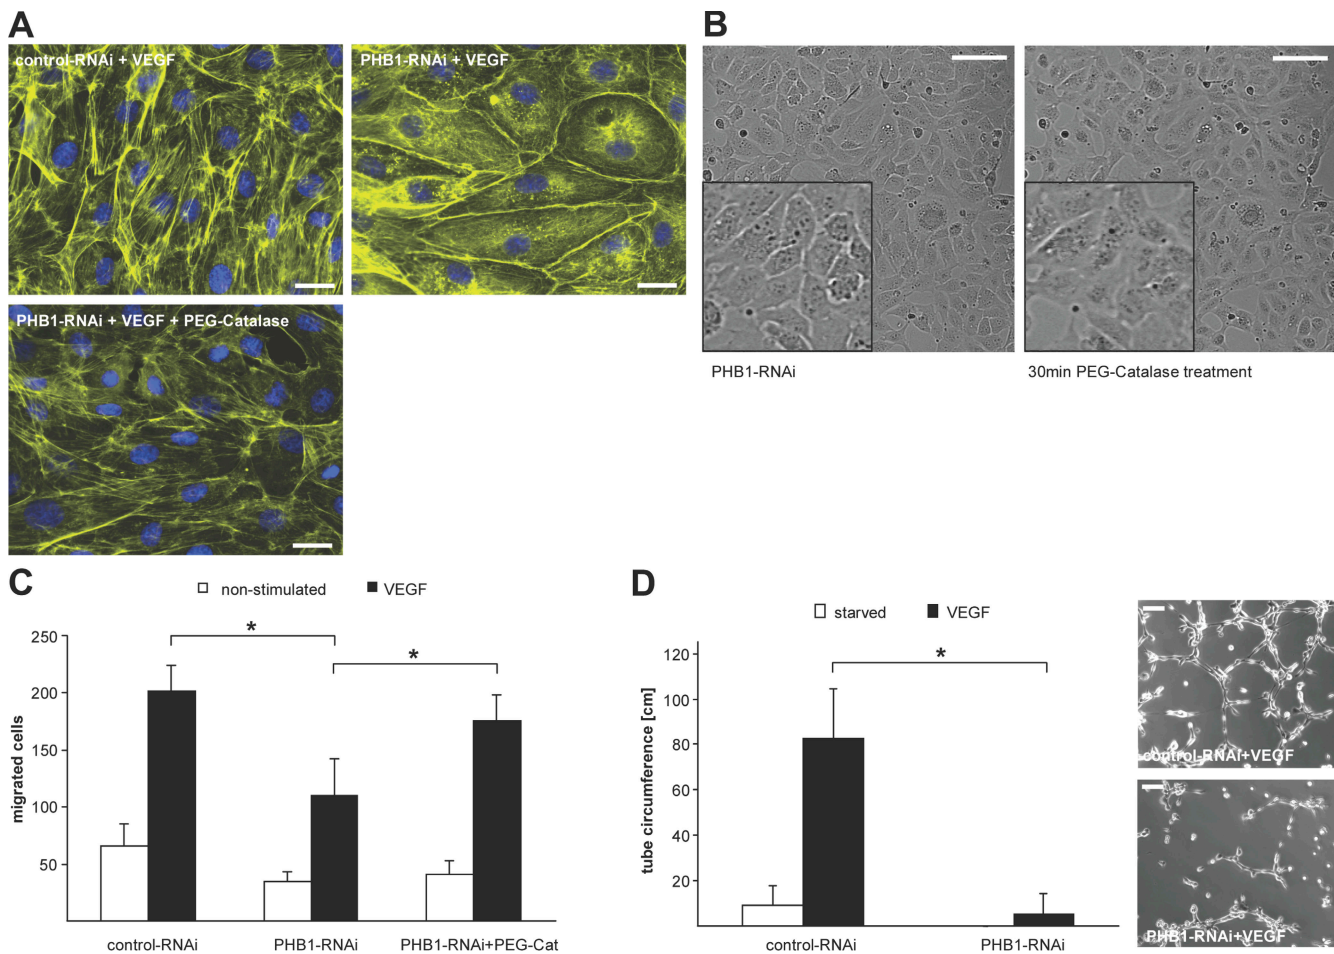 A
control-RNAi + VEGF
PHB1-RNAi + VEGF
PHB1-RNAi + VEGF + PEG-Catalase
B
PHB1-RNAi
30min PEG-Catalase treatment
C
non-stimulated
VEGF
migrated cells
250
200
150
100
50
*
*
control-RNAi
PHB1-RNAi
PHB1-RNAi+PEG-Cat
D
starved
VEGF
tube circumference [cm]
120
100
80
60
40
20
*
control-RNAi
PHB1-RNAi
control-RNAi+VEGF
PHB1-RNAi+VEGF